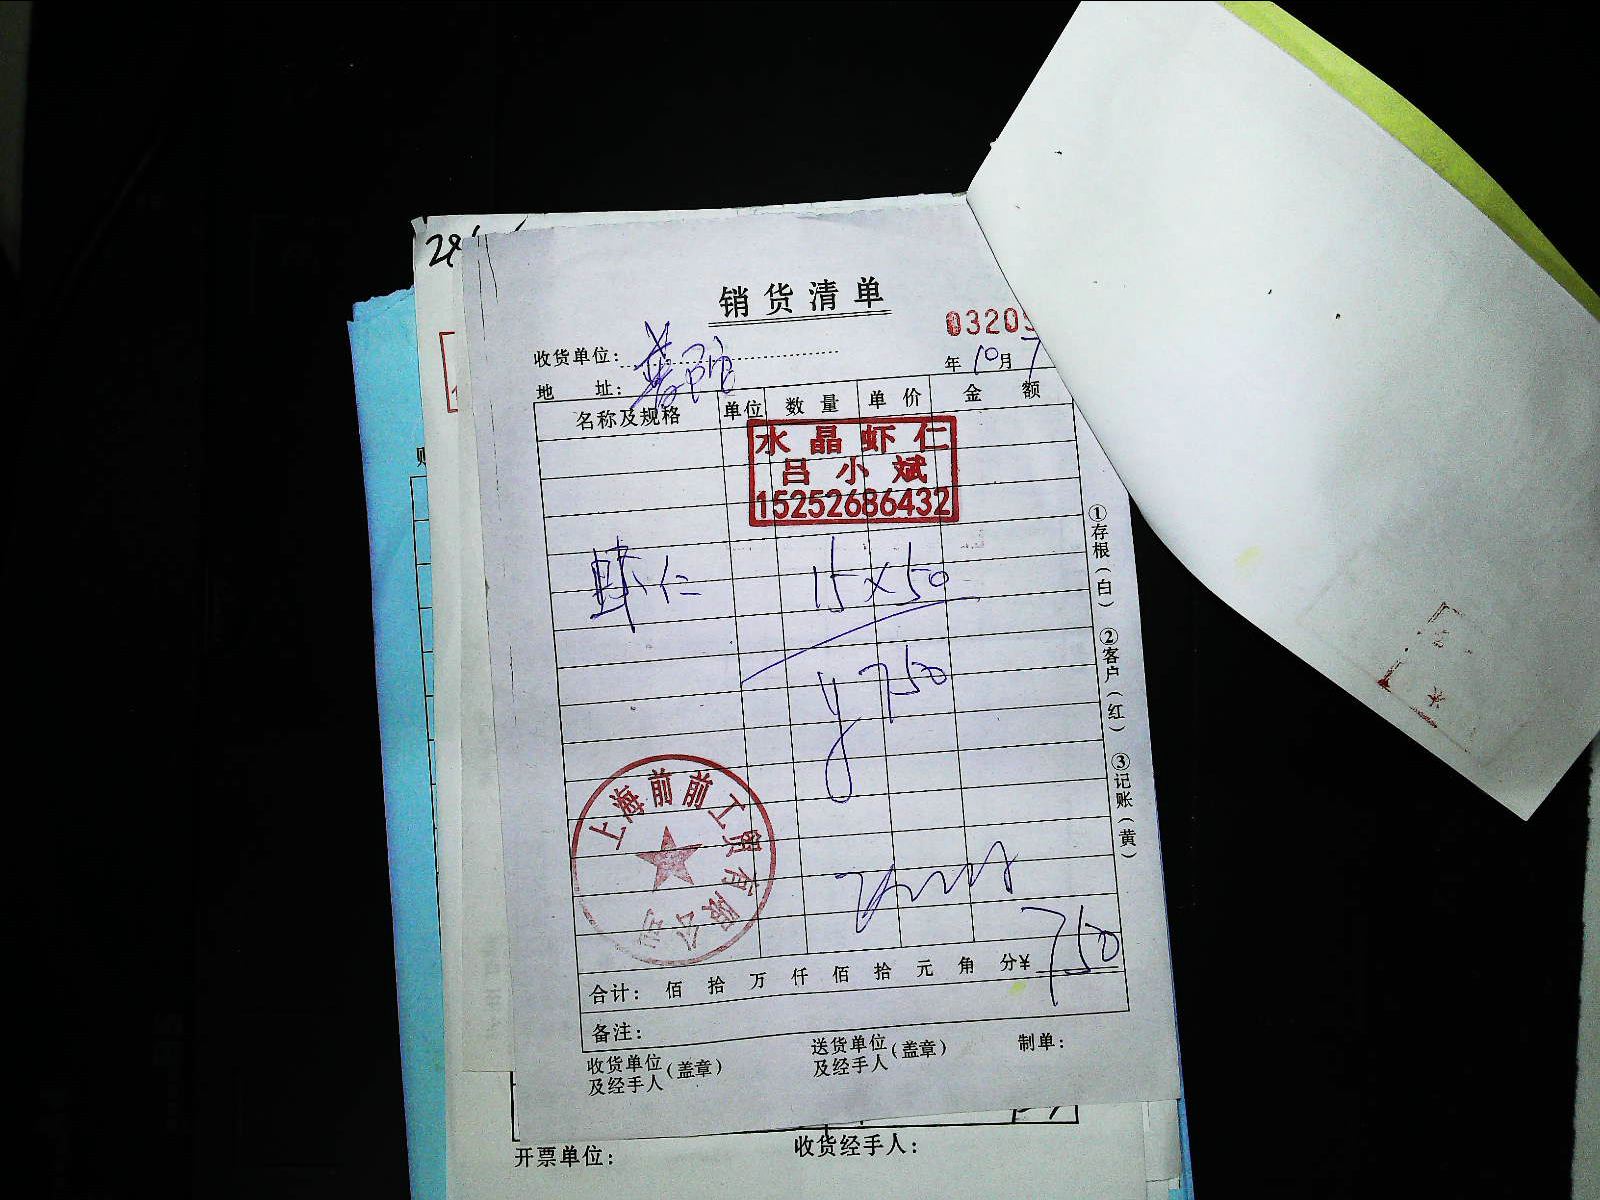 销货清单
0320
收货单位:
年 10 月 7
地 址:
名称及规格 单位 数量 单价 金额
水晶虾仁
吕小斌
15252686432
虾仁 15×50
¥750
上海前前工贸有限公司
合计: 佰 拾 万 仟 佰 拾 元 角 分¥ 750
备注:
收货单位及经手人(盖章)
送货单位及经手人(盖章)
制单:
①存根(白) ②客户(红) ③记账(黄)
开票单位:
收货经手人: